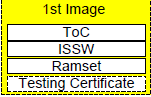 1st Image
ToC
ISSW
Ramset
Testing Certificate